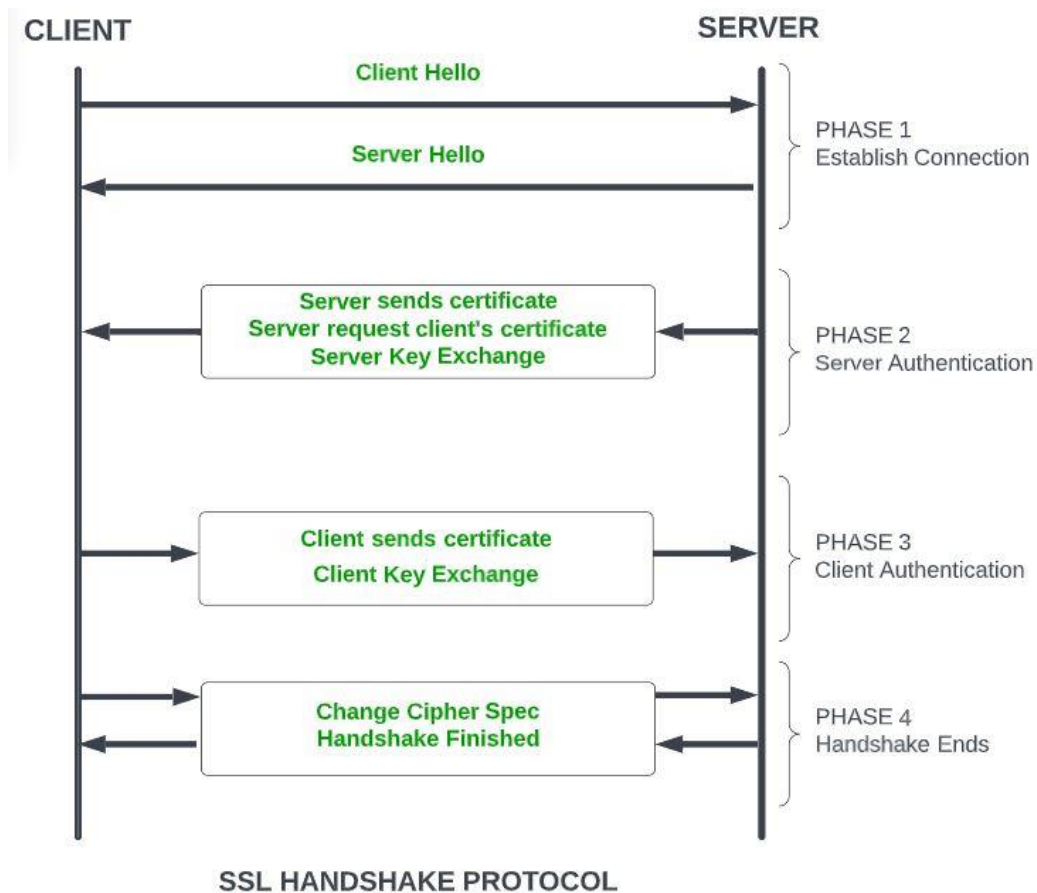 CLIENT
SERVER
Client Hello
Server Hello
PHASE 1
Establish Connection
Server sends certificate
Server request client's certificate
Server Key Exchange
PHASE 2
Server Authentication
Client sends certificate
Client Key Exchange
PHASE 3
Client Authentication
Change Cipher Spec
Handshake Finished
PHASE 4
Handshake Ends
SSL HANDSHAKE PROTOCOL